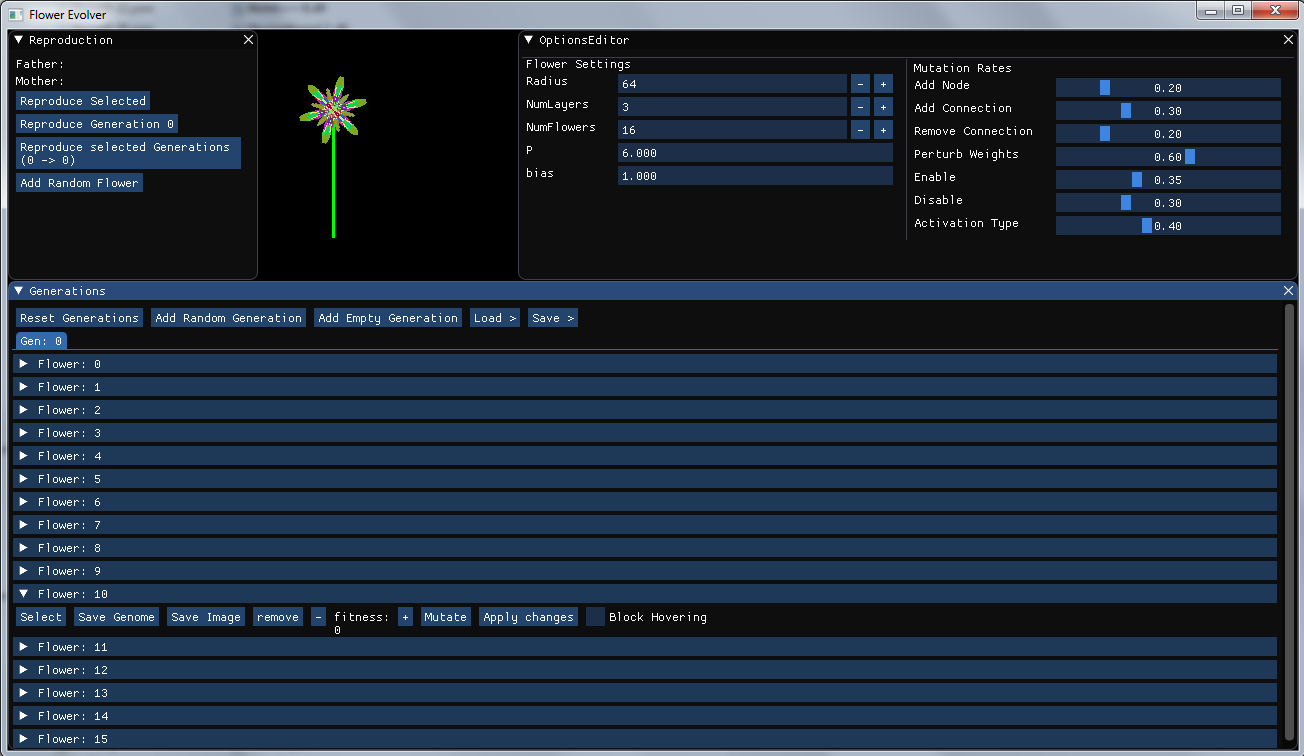 Flower Evolver
Reproduction
Father:
Mother:
Reproduce Selected
Reproduce Generation 0
Reproduce selected Generations
(0 -> 0)
Add Random Flower
OptionsEditor
Flower Settings
Radius 64 - +
NumLayers 3 - +
NumFlowers 16 - +
P 6.000
bias 1.000
Mutation Rates
Add Node 0.20
Add Connection 0.30
Remove Connection 0.20
Perturb Weights 0.60
Enable 0.35
Disable 0.30
Activation Type 0.40
Generations
Reset Generations Add Random Generation Add Empty Generation Load > Save >
Gen: 0
Flower: 0
Flower: 1
Flower: 2
Flower: 3
Flower: 4
Flower: 5
Flower: 6
Flower: 7
Flower: 8
Flower: 9
Flower: 10
Select Save Genome Save Image remove - fitness: + Mutate Apply changes Block Hovering
0
Flower: 11
Flower: 12
Flower: 13
Flower: 14
Flower: 15